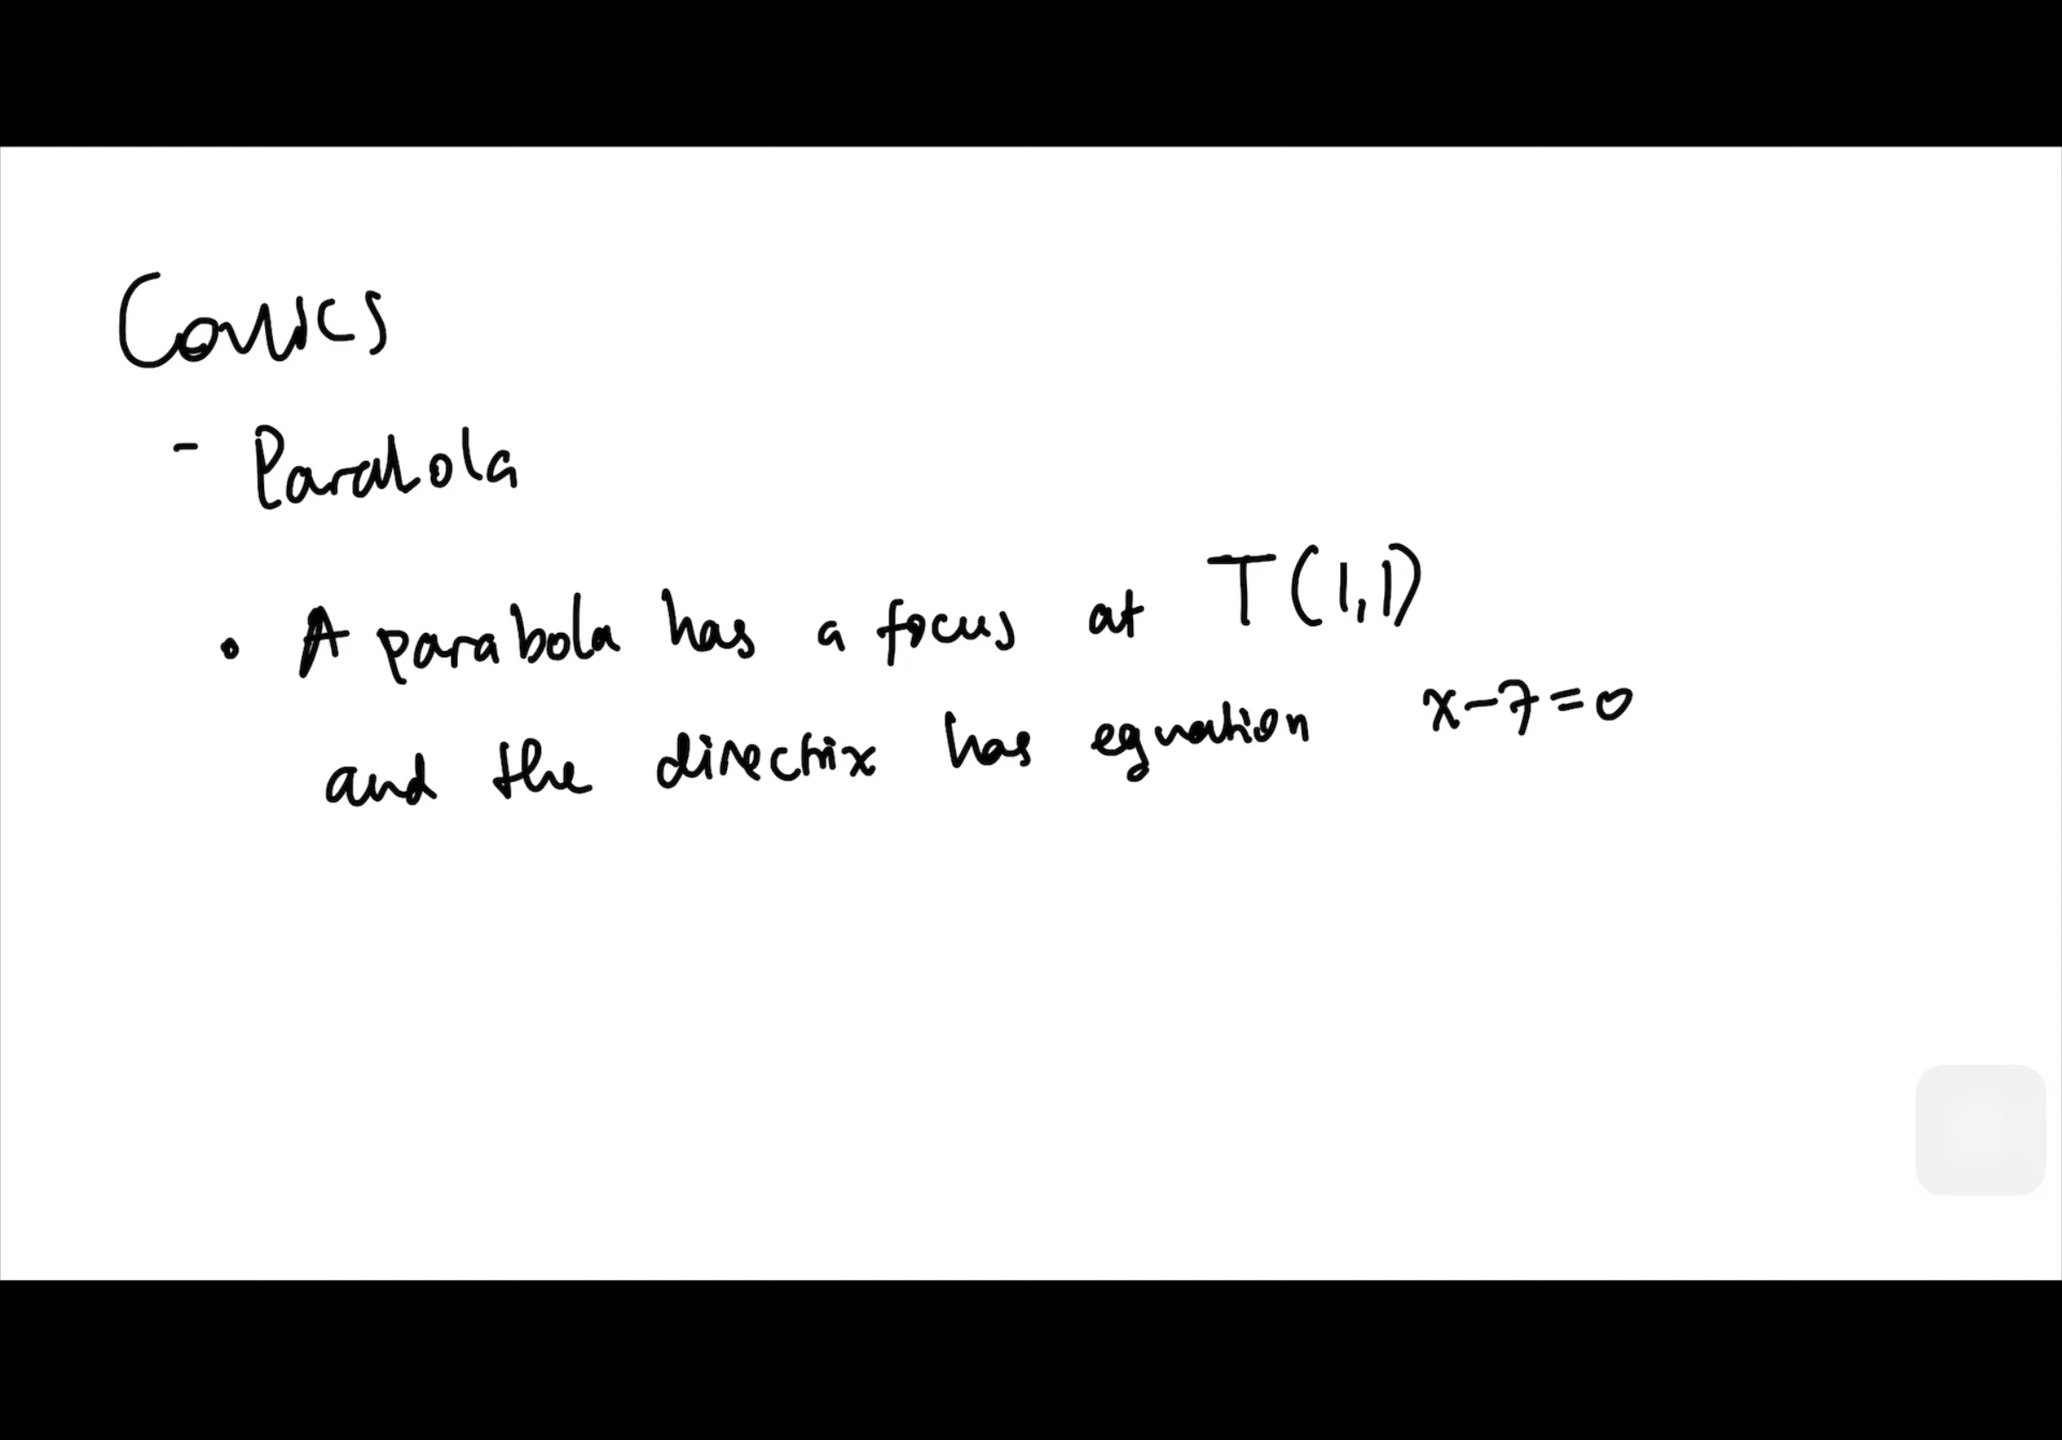 Conics
- Parabola
• A parabola has a focus at T(1,1)
and the directrix has equation x-7=0